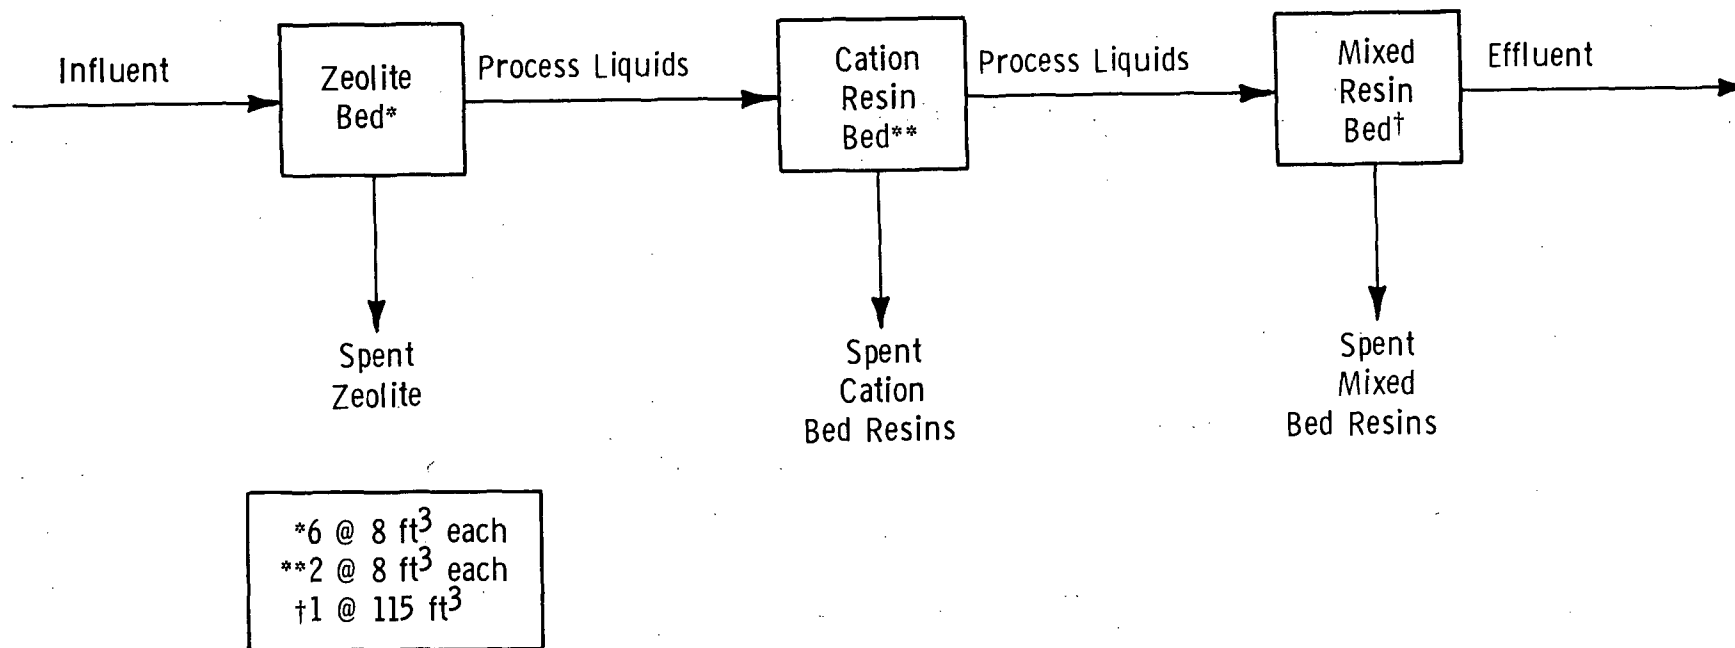 Influent
Zeolite
Bed*
Process Liquids
Cation
Resin
Bed**
Process Liquids
Mixed
Resin
Bed†
Effluent
Spent
Zeolite
Spent
Cation
Bed Resins
Spent
Mixed
Bed Resins
*6 @ 8 ft³ each
**2 @ 8 ft³ each
†1 @ 115 ft³